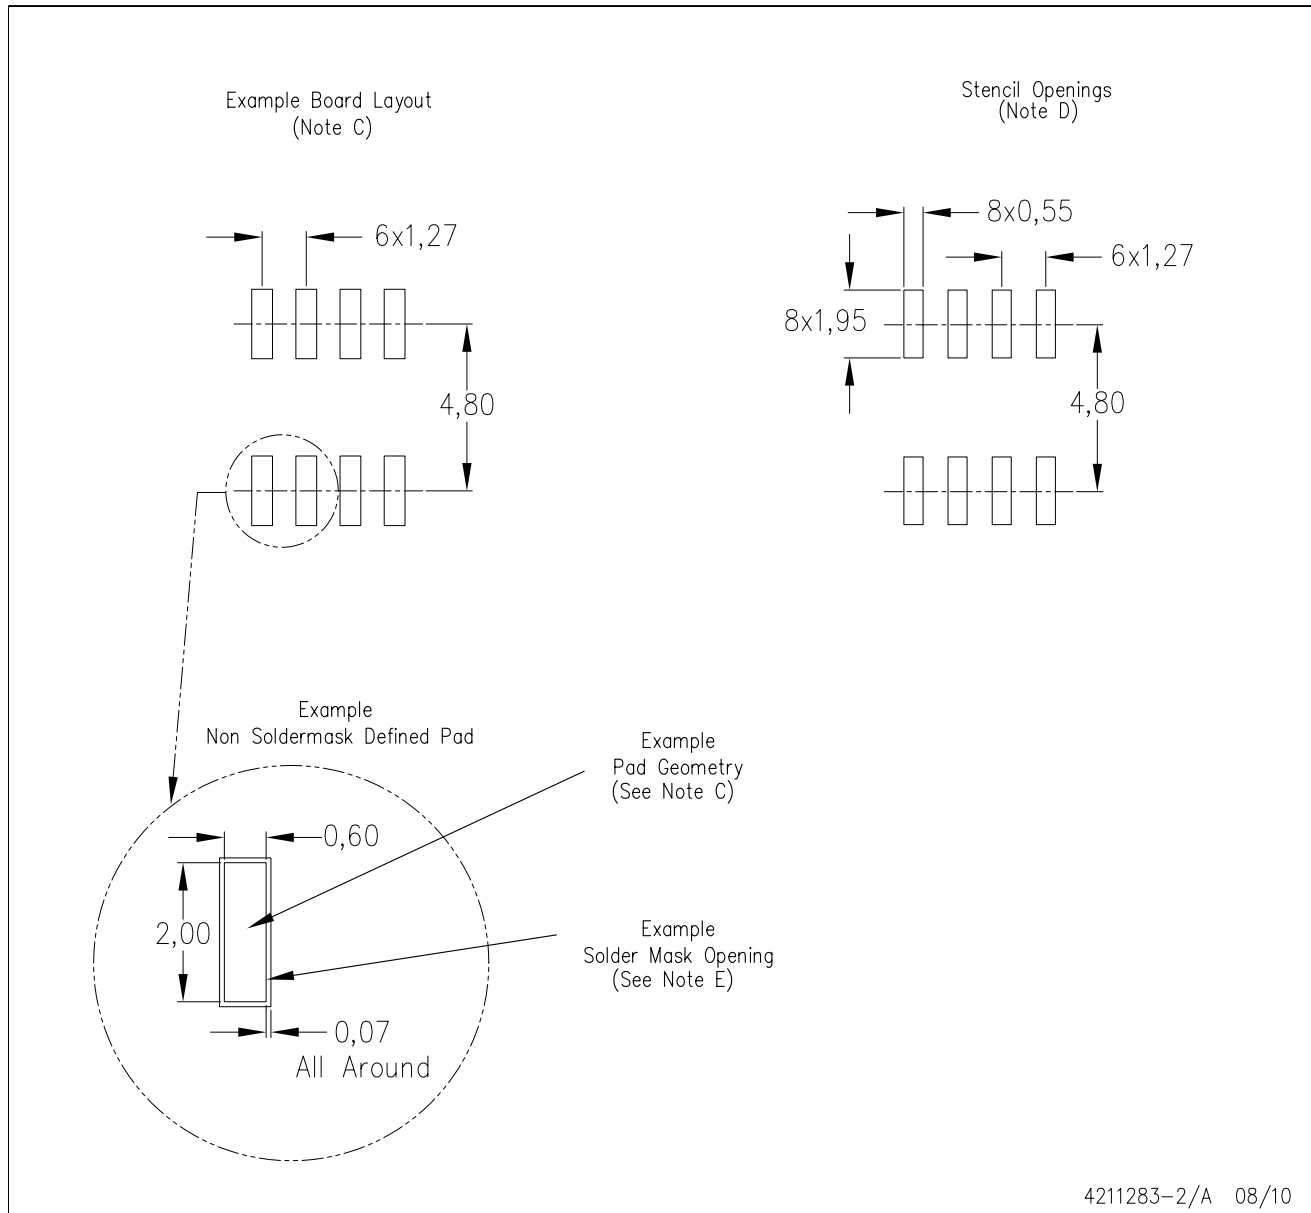 Example Board Layout
(Note C)
6x1,27
4,80
Stencil Openings
(Note D)
8x0,55
6x1,27
8x1,95
4,80
Example
Non Soldermask Defined Pad
0,60
2,00
0,07
All Around
Example
Pad Geometry
(See Note C)
Example
Solder Mask Opening
(See Note E)
4211283-2/A 08/10